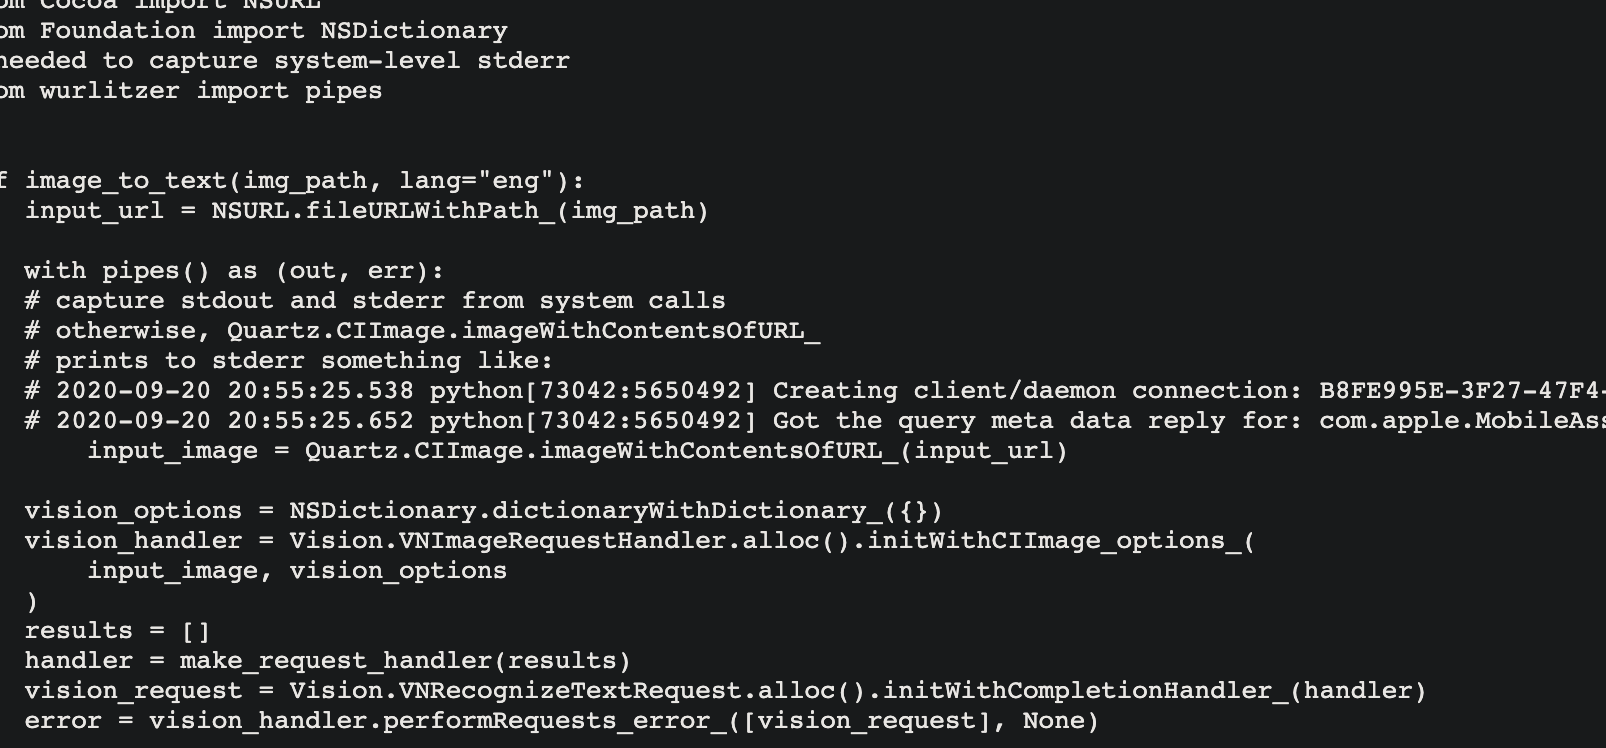 om Cocoa import NSURL
om Foundation import NSDictionary
needed to capture system-level stderr
om wurlitzer import pipes
f image_to_text(img_path, lang="eng"):
input_url = NSURL.fileURLWithPath_(img_path)
with pipes() as (out, err):
# capture stdout and stderr from system calls
# otherwise, Quartz.CIImage.imageWithContentsOfURL_
# prints to stderr something like:
# 2020-09-20 20:55:25.538 python[73042:5650492] Creating client/daemon connection: B8FE995E-3F27-47F4-
# 2020-09-20 20:55:25.652 python[73042:5650492] Got the query meta data reply for: com.apple.MobileAss
input_image = Quartz.CIImage.imageWithContentsOfURL_(input_url)
vision_options = NSDictionary.dictionaryWithDictionary_({})
vision_handler = Vision.VNImageRequestHandler.alloc().initWithCIImage_options_(
input_image, vision_options
)
results = []
handler = make_request_handler(results)
vision_request = Vision.VNRecognizeTextRequest.alloc().initWithCompletionHandler_(handler)
error = vision_handler.performRequests_error_([vision_request], None)